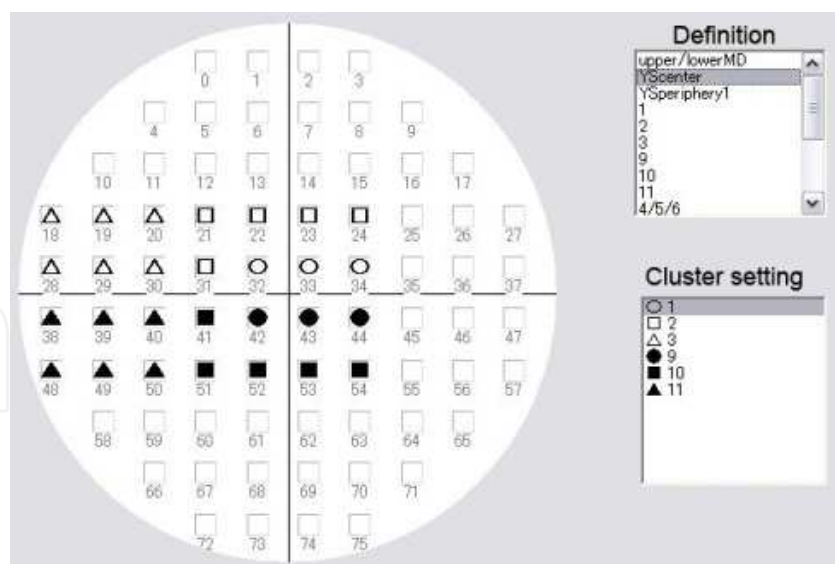 Definition
upper/lowerMD
YScenter
YSperiphery1
1
2
3
9
10
11
4/5/6
Cluster setting
1
2
3
9
10
11
0 1 2 3
4 5 6 7 8 9
10 11 12 13 14 15 16 17
18 19 20 21 22 23 24 25 26 27
28 29 30 31 32 33 34 35 36 37
38 39 40 41 42 43 44 45 46 47
48 49 50 51 52 53 54 55 56 57
58 59 60 61 62 63 64 65
66 67 68 69 70 71
72 73 74 75